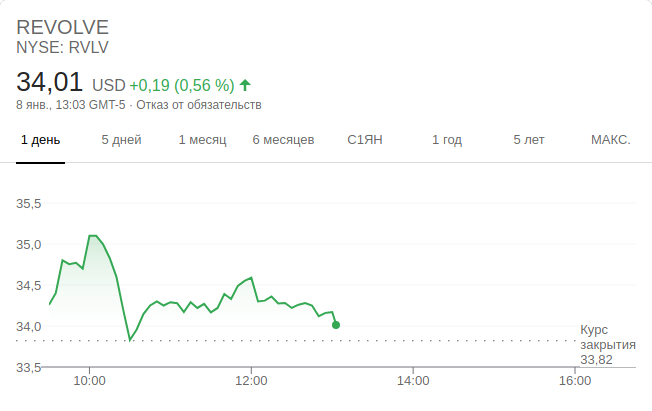 REVOLVE
NYSE: RVLV
34,01 USD +0,19 (0,56 %)
8 янв., 13:03 GMT-5 · Отказ от обязательств
1 день 5 дней 1 месяц 6 месяцев С1ЯН 1 год 5 лет МАКС.
35,5
35,0
34,5
34,0
33,5
Курс
закрытия
33,82
10:00 12:00 14:00 16:00